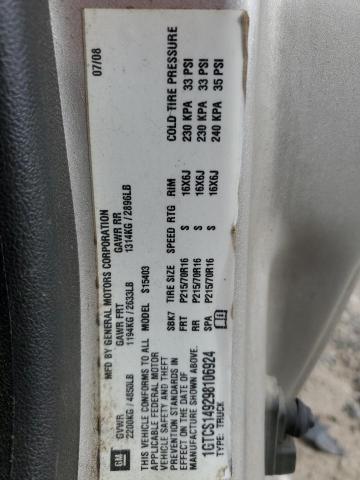 MFD BY GENERAL MOTORS CORPORATION 07/08
GVWR GAWR FRT GAWR RR
GM 2200KG / 4850LB 1194KG / 2633LB 1314KG / 2896LB
THIS VEHICLE CONFORMS TO ALL
APPLICABLE FEDERAL MOTOR
VEHICLE SAFETY AND THEFT
PREVENTION STANDARDS IN
EFFECT ON THE DATE OF
MANUFACTURE SHOWN ABOVE.
1GTCS149298106924
TYPE: TRUCK
MODEL S15403
S8K7 TIRE SIZE SPEED RTG RIM COLD TIRE PRESSURE
FRT P215/70R16 S 16X6J 230 KPA 33 PSI
RR P215/70R16 S 16X6J 230 KPA 33 PSI
SPA P215/70R16 S 16X6J 240 KPA 35 PSI